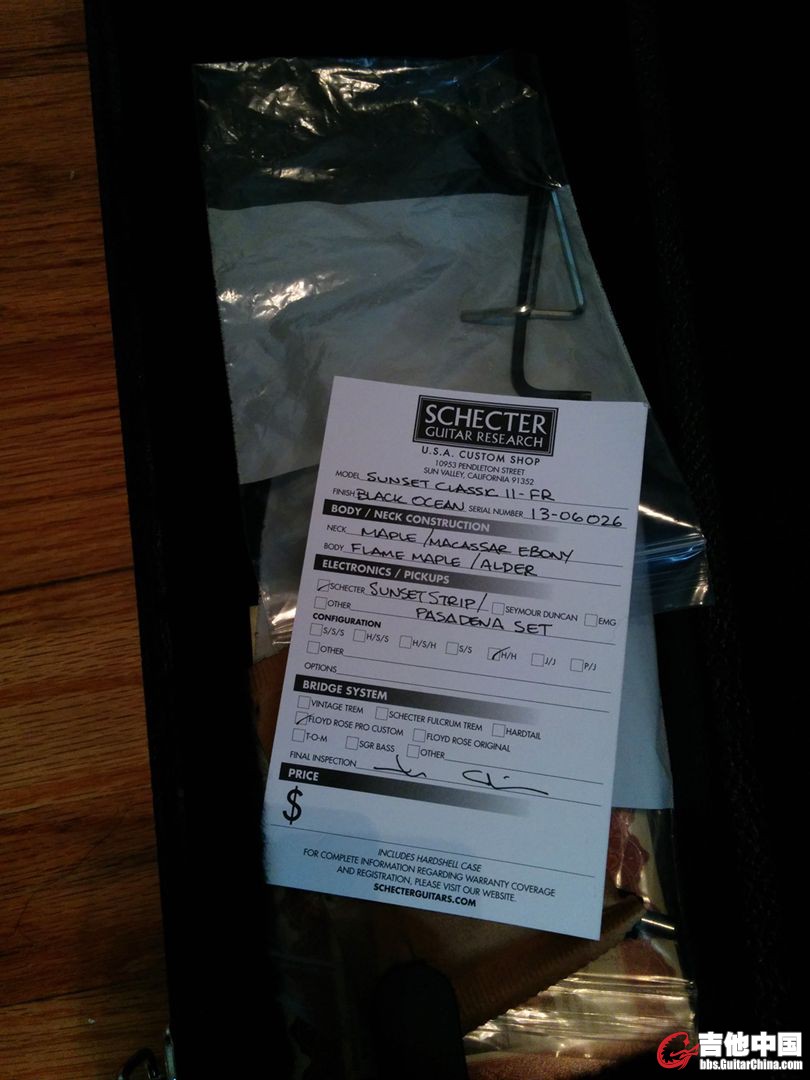 SCHECTER
GUITAR RESEARCH
U.S.A. CUSTOM SHOP
10953 PENDLETON STREET
SUN VALLEY, CALIFORNIA 91352
MODEL SUNSET CLASSIC II-FR
FINISH BLACK OCEAN SERIAL NUMBER 13-06026
BODY / NECK CONSTRUCTION
NECK MAPLE / MACASSAR EBONY
BODY FLAME MAPLE / ALDER
ELECTRONICS / PICKUPS
SCHECTER SUNSET STRIP/ SEYMOUR DUNCAN EMG
OTHER PASADENA SET
CONFIGURATION
S/S/S H/S/S H/S/H S/S H/H J/J P/J
OTHER
OPTIONS
BRIDGE SYSTEM
VINTAGE TREM SCHECTER FULCRUM TREM HARDTAIL
FLOYD ROSE PRO CUSTOM FLOYD ROSE ORIGINAL
T-O-M SGR BASS OTHER
FINAL INSPECTION
PRICE
$
INCLUDES HARDSHELL CASE
FOR COMPLETE INFORMATION REGARDING WARRANTY COVERAGE
AND REGISTRATION, PLEASE VISIT OUR WEBSITE.
SCHECTERGUITARS.COM
吉他中国
bbs.GuitarChina.com